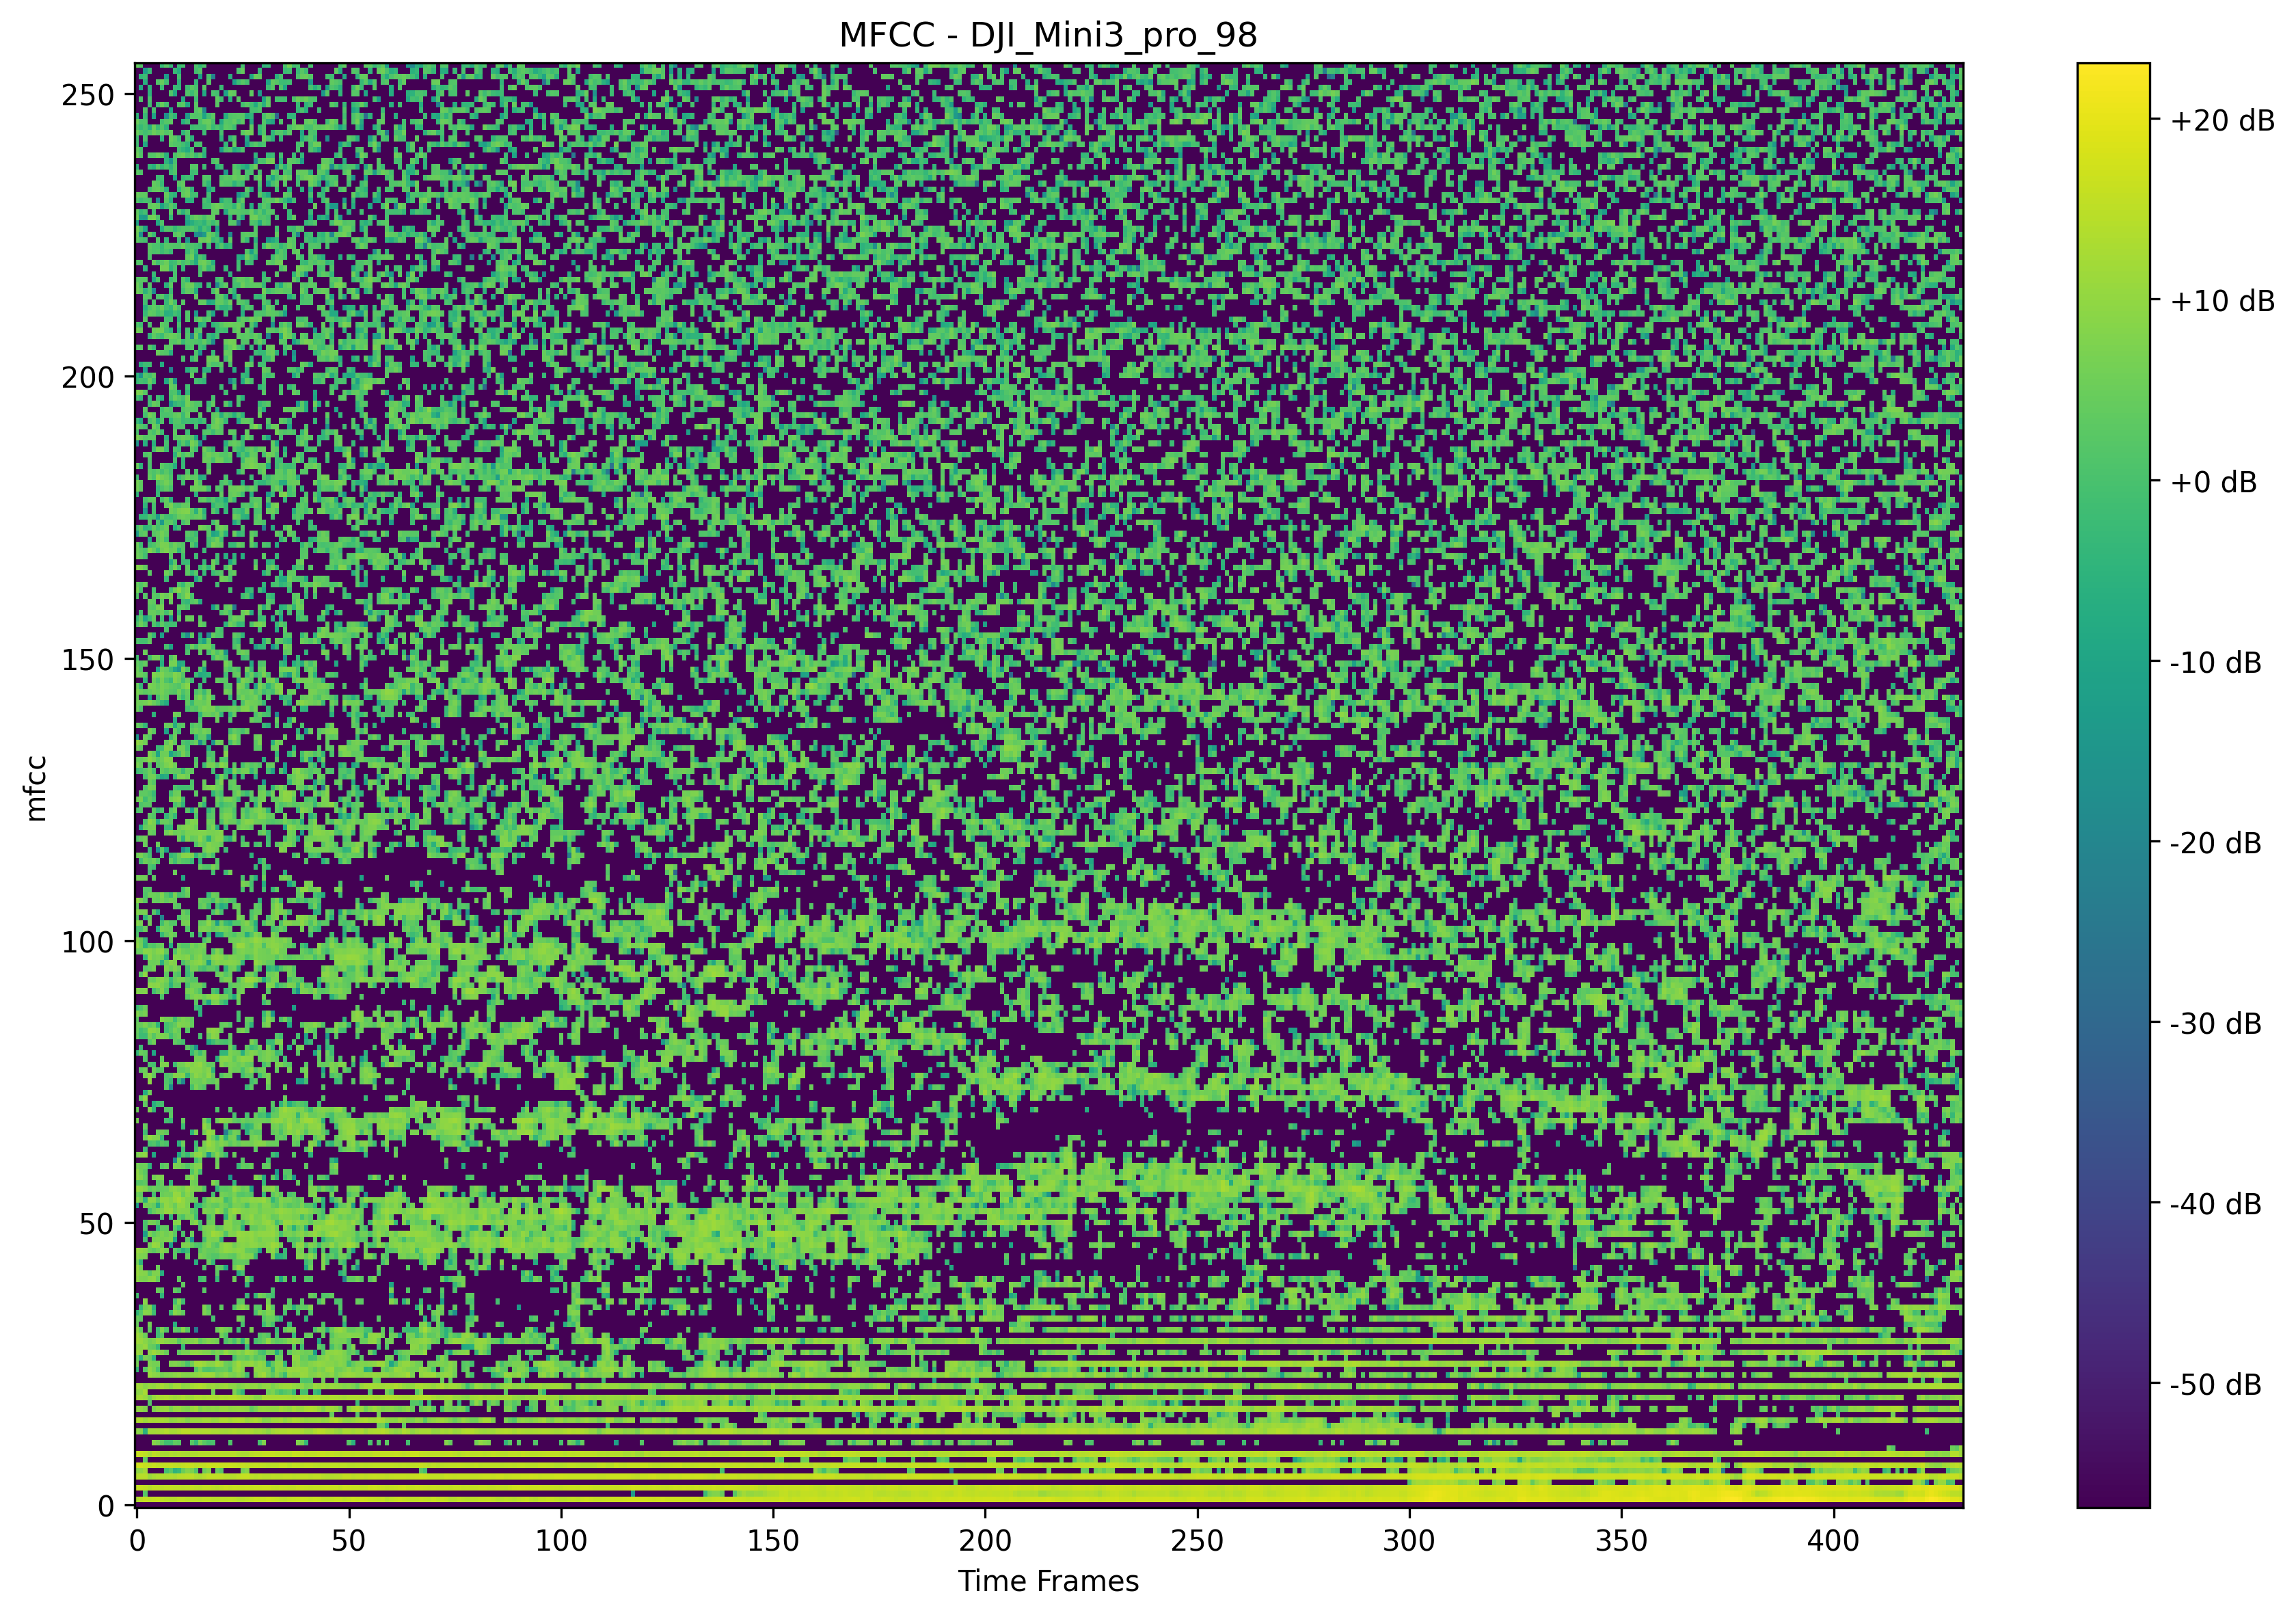 MFCC - DJI_Mini3_pro_98
250
200
150
100
50
0
mfcc
0 50 100 150 200 250 300 350 400
Time Frames
+20 dB
+10 dB
+0 dB
-10 dB
-20 dB
-30 dB
-40 dB
-50 dB